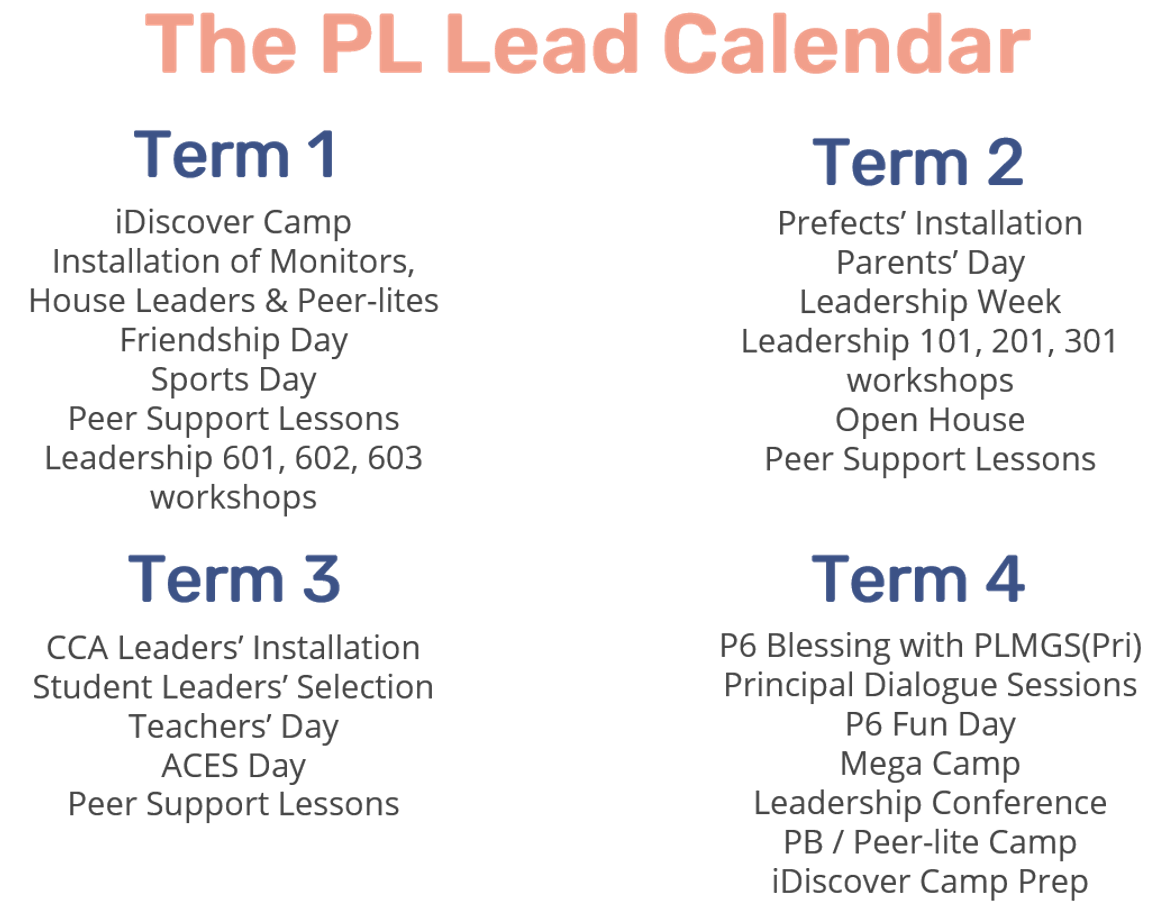 The PL Lead Calendar
Term 1
iDiscover Camp
Installation of Monitors,
House Leaders & Peer-lites
Friendship Day
Sports Day
Peer Support Lessons
Leadership 601, 602, 603
workshops
Term 2
Prefects’ Installation
Parents’ Day
Leadership Week
Leadership 101, 201, 301
workshops
Open House
Peer Support Lessons
Term 3
CCA Leaders’ Installation
Student Leaders’ Selection
Teachers’ Day
ACES Day
Peer Support Lessons
Term 4
P6 Blessing with PLMGS(Pri)
Principal Dialogue Sessions
P6 Fun Day
Mega Camp
Leadership Conference
PB / Peer-lite Camp
iDiscover Camp Prep